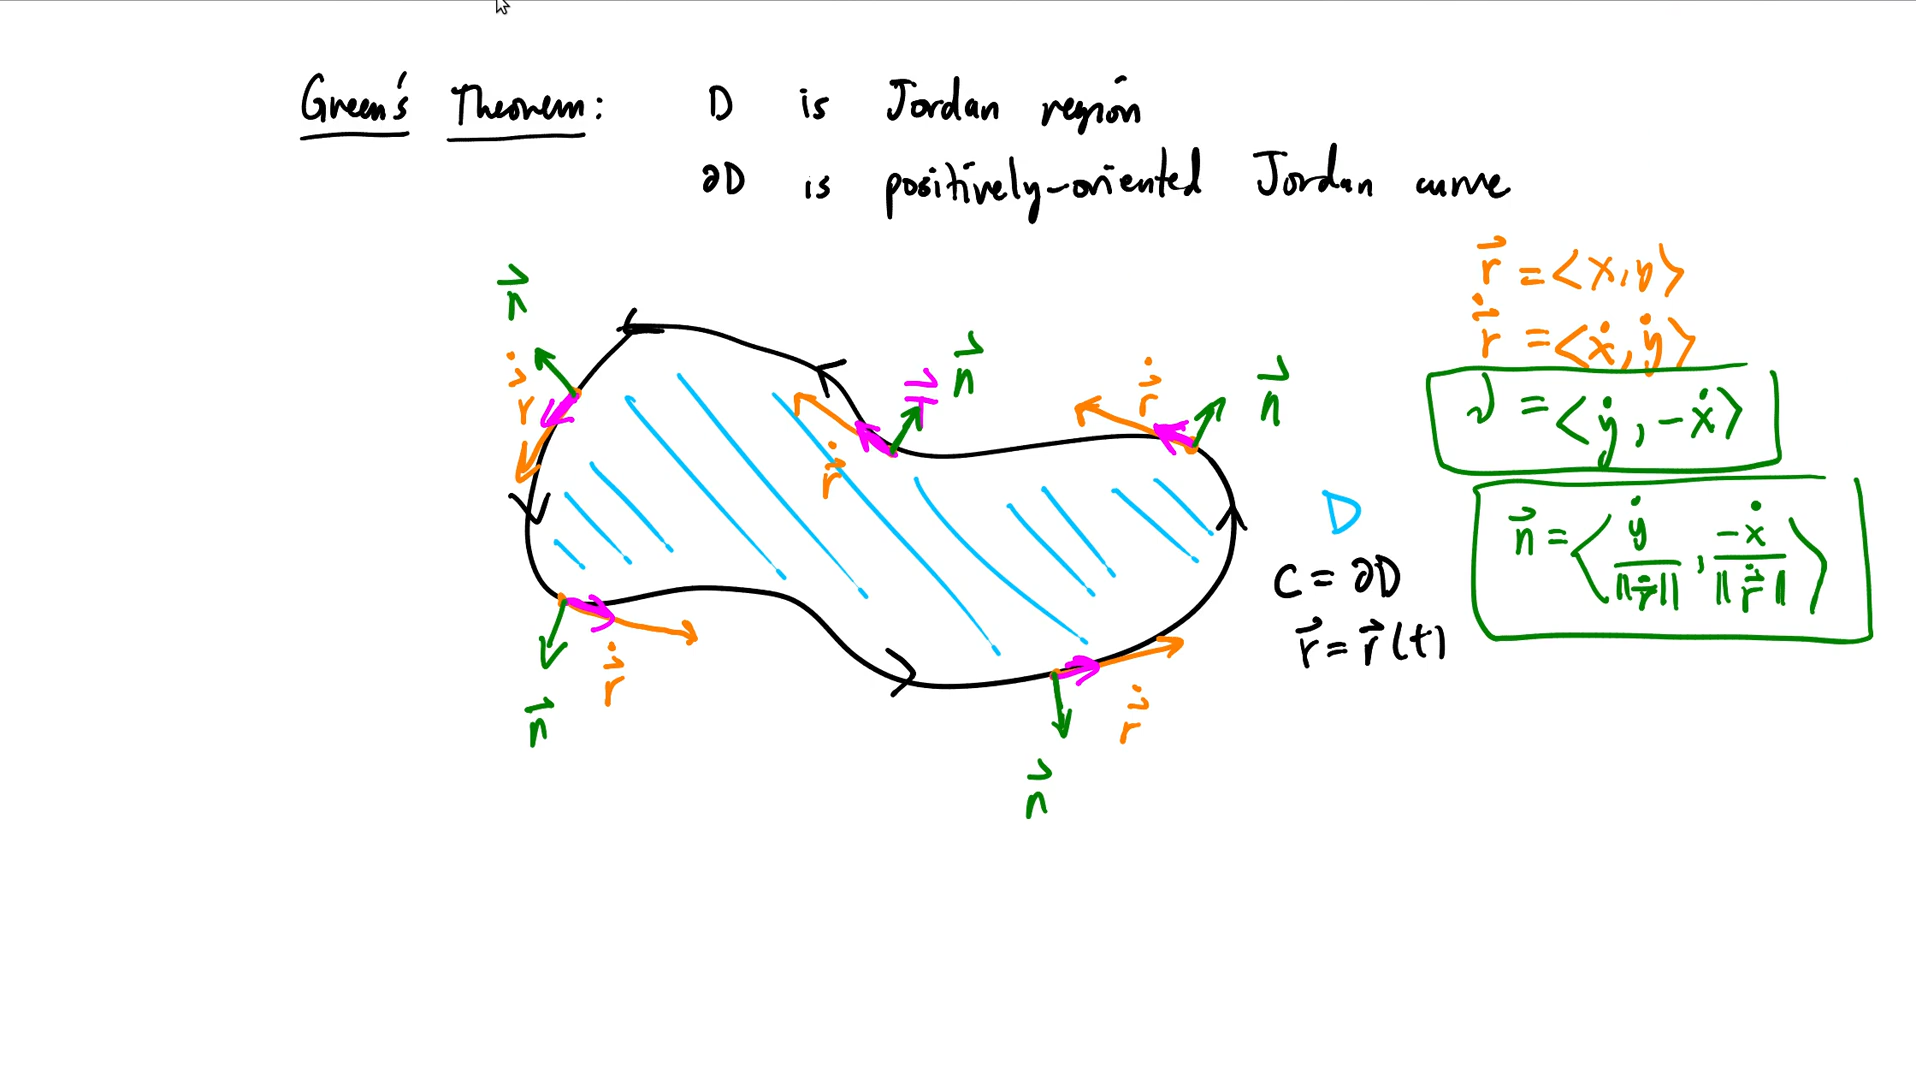 Green's Theorem: D is Jordan region
∂D is positively-oriented Jordan curve
r⃗ = <x, y>
ṙ⃗ = <ẋ, ẏ>
ν = <ẏ, -ẋ>
n⃗ = <ẏ/‖ṙ⃗‖, -ẋ/‖ṙ⃗‖>
n⃗
ṙ⃗
T⃗
n⃗
ṙ⃗
ṙ⃗
n⃗
D
C = ∂D
r⃗ = r⃗(t)
ṙ⃗
n⃗
ṙ⃗
n⃗